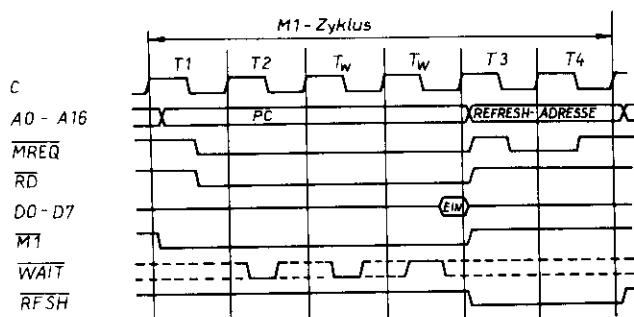 M1-Zyklus
T1 T2 Tw Tw T3 T4
C
A0 - A16 PC REFRESH-ADRESSE
MREQ
RD
D0-D7 EIN
M1
WAIT
RFSH